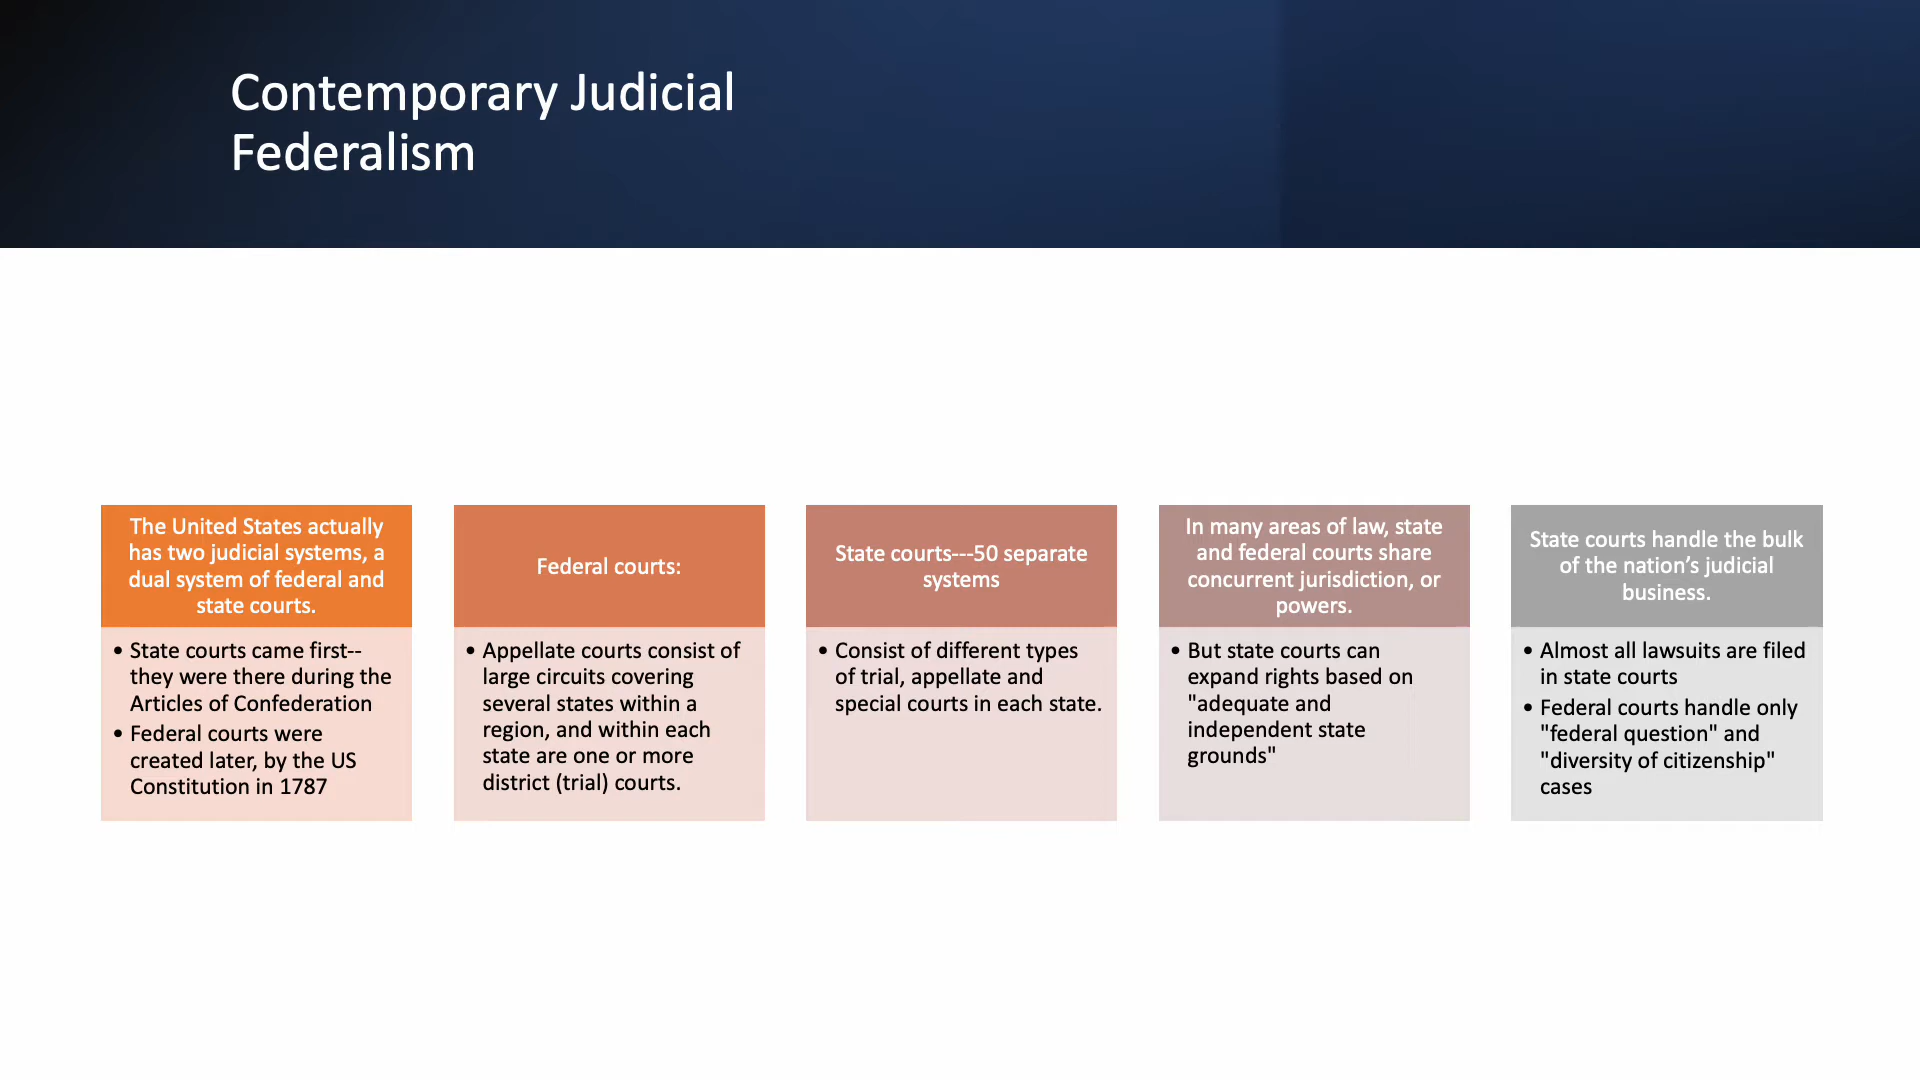 Contemporary Judicial
Federalism
The United States actually
has two judicial systems, a
dual system of federal and
state courts.
• State courts came first--
they were there during the
Articles of Confederation
• Federal courts were
created later, by the US
Constitution in 1787
Federal courts:
• Appellate courts consist of
large circuits covering
several states within a
region, and within each
state are one or more
district (trial) courts.
State courts---50 separate
systems
• Consist of different types
of trial, appellate and
special courts in each state.
In many areas of law, state
and federal courts share
concurrent jurisdiction, or
powers.
• But state courts can
expand rights based on
"adequate and
independent state
grounds"
State courts handle the bulk
of the nation’s judicial
business.
• Almost all lawsuits are filed
in state courts
• Federal courts handle only
"federal question" and
"diversity of citizenship"
cases